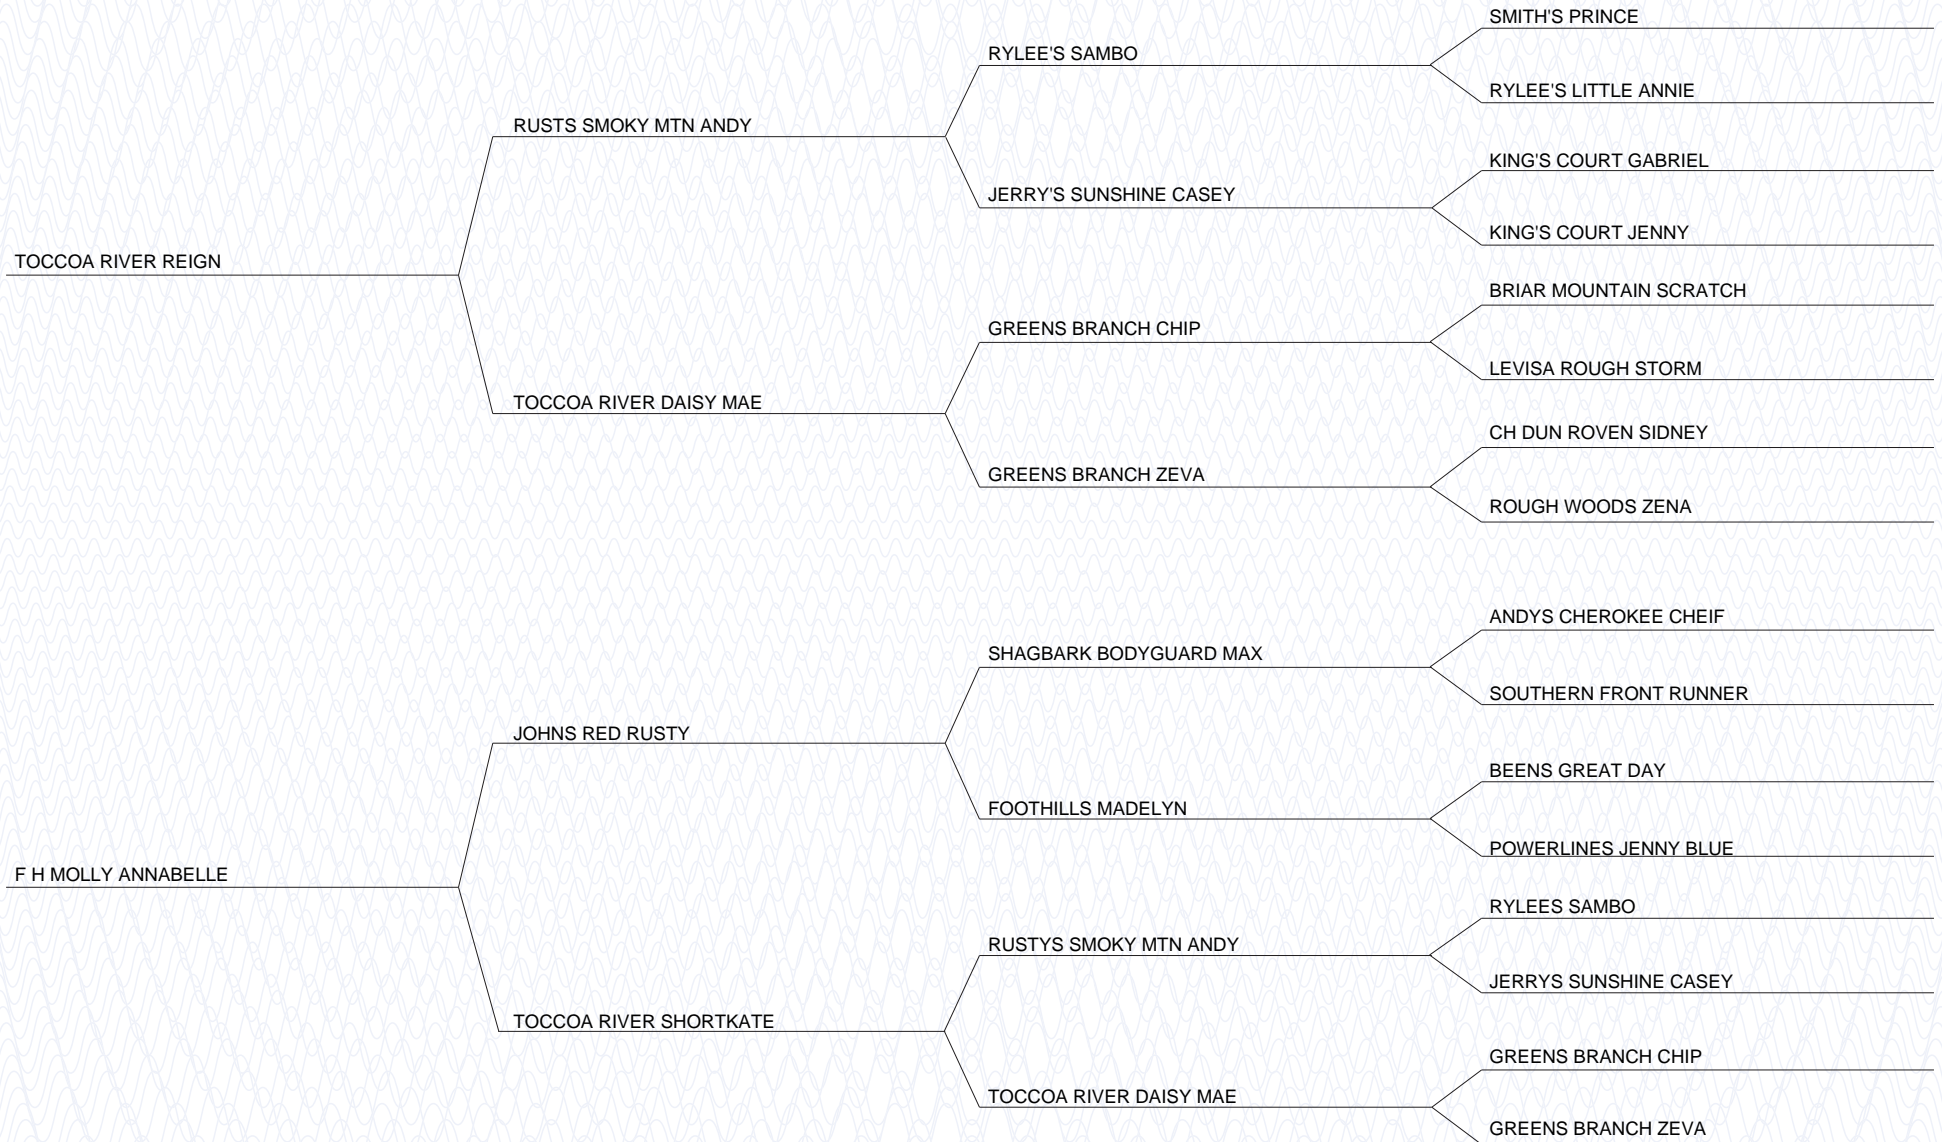 SMITH'S PRINCE
RYLEE'S SAMBO
RYLEE'S LITTLE ANNIE
RUSTS SMOKY MTN ANDY
KING'S COURT GABRIEL
JERRY'S SUNSHINE CASEY
KING'S COURT JENNY
TOCCOA RIVER REIGN
BRIAR MOUNTAIN SCRATCH
GREENS BRANCH CHIP
LEVISA ROUGH STORM
TOCCOA RIVER DAISY MAE
CH DUN ROVEN SIDNEY
GREENS BRANCH ZEVA
ROUGH WOODS ZENA
ANDYS CHEROKEE CHEIF
SHAGBARK BODYGUARD MAX
SOUTHERN FRONT RUNNER
JOHNS RED RUSTY
BEENS GREAT DAY
FOOTHILLS MADELYN
POWERLINES JENNY BLUE
F H MOLLY ANNABELLE
RYLEES SAMBO
RUSTYS SMOKY MTN ANDY
JERRYS SUNSHINE CASEY
TOCCOA RIVER SHORTKATE
GREENS BRANCH CHIP
TOCCOA RIVER DAISY MAE
GREENS BRANCH ZEVA